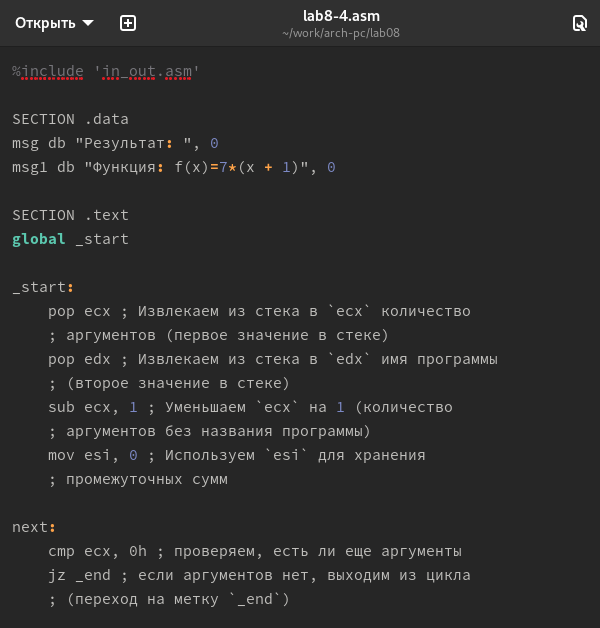 Открыть
lab8-4.asm
~/work/arch-pc/lab08
%include 'in_out.asm'
SECTION .data
msg db "Результат: ", 0
msg1 db "Функция: f(x)=7*(x + 1)", 0
SECTION .text
global _start
_start:
pop ecx ; Извлекаем из стека в `ecx` количество
; аргументов (первое значение в стеке)
pop edx ; Извлекаем из стека в `edx` имя программы
; (второе значение в стеке)
sub ecx, 1 ; Уменьшаем `ecx` на 1 (количество
; аргументов без названия программы)
mov esi, 0 ; Используем `esi` для хранения
; промежуточных сумм
next:
cmp ecx, 0h ; проверяем, есть ли еще аргументы
jz _end ; если аргументов нет, выходим из цикла
; (переход на метку `_end`)